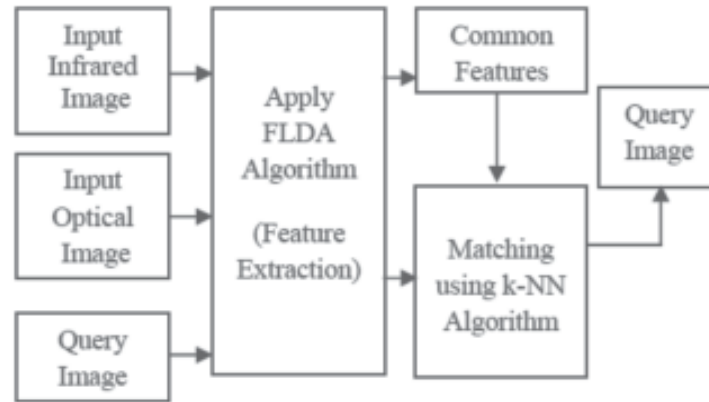 Input
Infrared
Image
Input
Optical
Image
Query
Image
Apply
FLDA
Algorithm
(Feature
Extraction)
Common
Features
Matching
using k-NN
Algorithm
Query
Image